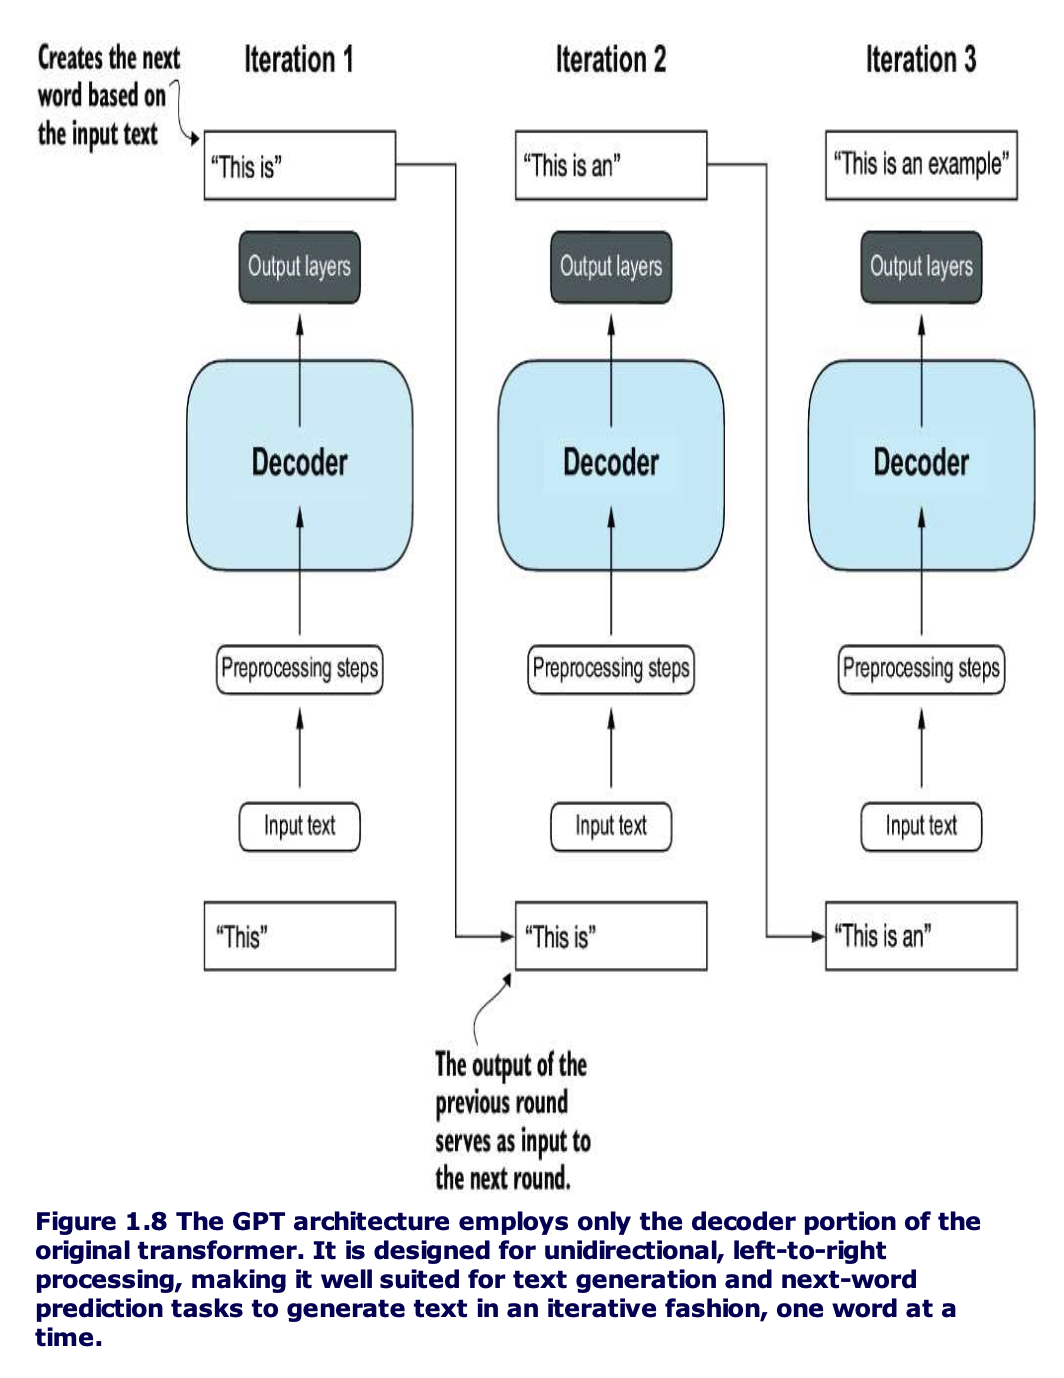 Creates the next
word based on
the input text
Iteration 1
Iteration 2
Iteration 3
“This is”
“This is an”
“This is an example”
Output layers
Output layers
Output layers
Decoder
Decoder
Decoder
Preprocessing steps
Preprocessing steps
Preprocessing steps
Input text
Input text
Input text
“This”
“This is”
“This is an”
The output of the
previous round
serves as input to
the next round.
Figure 1.8 The GPT architecture employs only the decoder portion of the
original transformer. It is designed for unidirectional, left-to-right
processing, making it well suited for text generation and next-word
prediction tasks to generate text in an iterative fashion, one word at a
time.